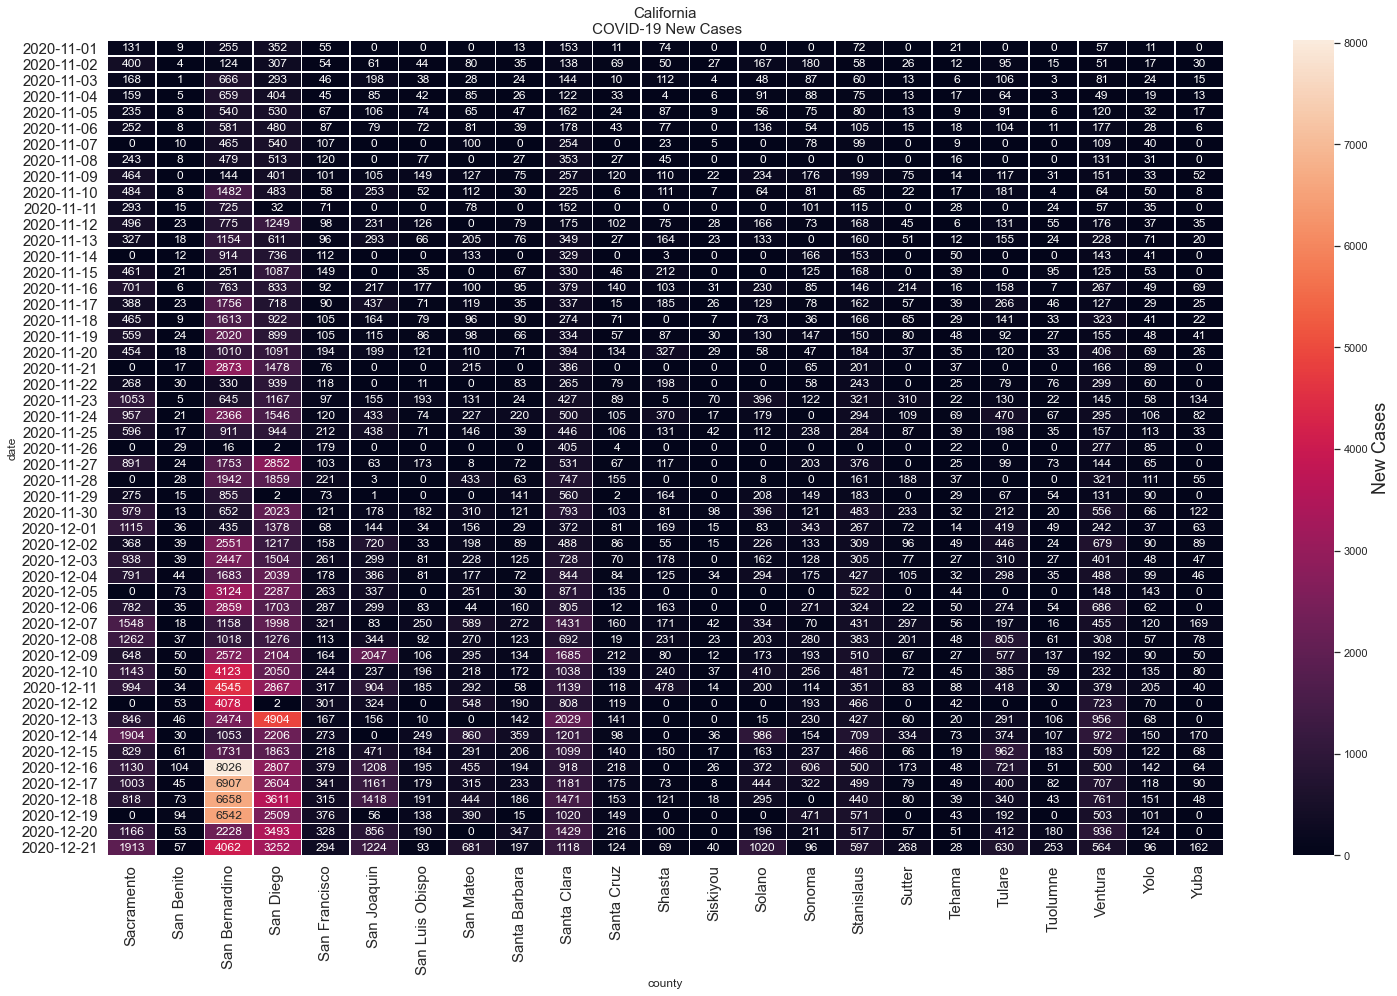 California
COVID-19 New Cases
2020-11-01 131 9 255 352 55 0 0 0 13 153 11 74 0 0 0 72 0 21 0 0 57 11 0
2020-11-02 400 4 124 307 54 61 44 80 35 138 69 50 27 167 180 58 26 12 95 15 51 17 30
2020-11-03 168 1 666 293 46 198 38 28 24 144 10 112 4 48 87 60 13 6 106 3 81 24 15
2020-11-04 159 5 659 404 45 85 42 85 26 122 33 4 6 91 88 75 13 17 64 3 49 19 13
2020-11-05 235 8 540 530 67 106 74 65 47 162 24 87 9 56 75 80 13 9 91 6 120 32 17
2020-11-06 252 8 581 480 87 79 72 81 39 178 43 77 0 136 54 105 15 18 104 11 177 28 6
2020-11-07 0 10 465 540 107 0 0 100 0 254 0 23 5 0 78 99 0 9 0 0 109 40 0
2020-11-08 243 8 479 513 120 0 77 0 27 353 27 45 0 0 0 0 0 16 0 0 131 31 0
2020-11-09 464 0 144 401 101 105 149 127 75 257 120 110 22 234 176 199 75 14 117 31 151 33 52
2020-11-10 484 8 1482 483 58 253 52 112 30 225 6 111 7 64 81 65 22 17 181 4 64 50 8
2020-11-11 293 15 725 32 71 0 0 78 0 152 0 0 0 0 101 115 0 28 0 24 57 35 0
2020-11-12 496 23 775 1249 98 231 126 0 79 175 102 75 28 166 73 168 45 6 131 55 176 37 35
2020-11-13 327 18 1154 611 96 293 66 205 76 349 27 164 23 133 0 160 51 12 155 24 228 71 20
2020-11-14 0 12 914 736 112 0 0 133 0 329 0 3 0 0 166 153 0 50 0 0 143 41 0
2020-11-15 461 21 251 1087 149 0 35 0 67 330 46 212 0 0 125 168 0 39 0 95 125 53 0
2020-11-16 701 6 763 833 92 217 177 100 95 379 140 103 31 230 85 146 214 16 158 7 267 49 69
2020-11-17 388 23 1756 718 90 437 71 119 35 337 15 185 26 129 78 162 57 39 266 46 127 29 25
2020-11-18 465 9 1613 922 105 164 79 96 90 274 71 0 7 73 36 166 65 29 141 33 323 41 22
2020-11-19 559 24 2020 899 105 115 86 98 66 334 57 87 30 130 147 150 80 48 92 27 155 48 41
2020-11-20 454 18 1010 1091 194 199 121 110 71 394 134 327 29 58 47 184 37 35 120 33 406 69 26
2020-11-21 0 17 2873 1478 76 0 0 215 0 386 0 0 0 0 65 201 0 37 0 0 166 89 0
2020-11-22 268 30 330 939 118 0 11 0 83 265 79 198 0 0 58 243 0 25 79 76 299 60 0
2020-11-23 1053 5 645 1167 97 155 193 131 24 427 89 5 70 396 122 321 310 22 130 22 145 58 134
2020-11-24 957 21 2366 1546 120 433 74 227 220 500 105 370 17 179 0 294 109 69 470 67 295 106 82
2020-11-25 596 17 911 944 212 438 71 146 39 446 106 131 42 112 238 284 87 39 198 35 157 113 33
2020-11-26 0 29 16 2 179 0 0 0 0 405 4 0 0 0 0 0 0 22 0 0 277 85 0
2020-11-27 891 24 1753 2852 103 63 173 8 72 531 67 117 0 0 203 376 0 25 99 73 144 65 0
2020-11-28 0 28 1942 1859 221 3 0 433 63 747 155 0 0 8 0 161 188 37 0 0 321 111 55
2020-11-29 275 15 855 2 73 1 0 0 141 560 2 164 0 208 149 183 0 29 67 54 131 90 0
2020-11-30 979 13 652 2023 121 178 182 310 121 793 103 81 98 396 121 483 233 32 212 20 556 66 122
2020-12-01 1115 36 435 1378 68 144 34 156 29 372 81 169 15 83 343 267 72 14 419 49 242 37 63
2020-12-02 368 39 2551 1217 158 720 33 198 89 488 86 55 15 226 133 309 96 49 446 24 679 90 89
2020-12-03 938 39 2447 1504 261 299 81 228 125 728 70 178 0 162 128 305 77 27 310 27 401 48 47
2020-12-04 791 44 1683 2039 178 386 81 177 72 844 84 125 34 294 175 427 105 32 298 35 488 99 46
2020-12-05 0 73 3124 2287 263 337 0 251 30 871 135 0 0 0 0 522 0 44 0 0 148 143 0
2020-12-06 782 35 2859 1703 287 299 83 44 160 805 12 163 0 0 271 324 22 50 274 54 686 62 0
2020-12-07 1548 18 1158 1998 321 83 250 589 272 1431 160 171 42 334 70 431 297 56 197 16 455 120 169
2020-12-08 1262 37 1018 1276 113 344 92 270 123 692 19 231 23 203 280 383 201 48 805 61 308 57 78
2020-12-09 648 50 2572 2104 164 2047 106 295 134 1685 212 80 12 173 193 510 67 27 577 137 192 90 50
2020-12-10 1143 50 4123 2050 244 237 196 218 172 1038 139 240 37 410 256 481 72 45 385 59 232 135 80
2020-12-11 994 34 4545 2867 317 904 185 292 58 1139 118 478 14 200 114 351 83 88 418 30 379 205 40
2020-12-12 0 53 4078 2 301 324 0 548 190 808 119 0 0 0 193 466 0 42 0 0 723 70 0
2020-12-13 846 46 2474 4904 167 156 10 0 142 2029 141 0 0 15 230 427 60 20 291 106 956 68 0
2020-12-14 1904 30 1053 2206 273 0 249 860 359 1201 98 0 36 986 154 709 334 73 374 107 972 150 170
2020-12-15 829 61 1731 1863 218 471 184 291 206 1099 140 150 17 163 237 466 66 19 962 183 509 122 68
2020-12-16 1130 104 8026 2807 379 1208 195 455 194 918 218 0 26 372 606 500 173 48 721 51 500 142 64
2020-12-17 1003 45 6907 2604 341 1161 179 315 233 1181 175 73 8 444 322 499 79 49 400 82 707 118 90
2020-12-18 818 73 6658 3611 315 1418 191 444 186 1471 153 121 18 295 0 440 80 39 340 43 761 151 48
2020-12-19 0 94 6542 2509 376 56 138 390 15 1020 149 0 0 0 471 571 0 43 192 0 503 101 0
2020-12-20 1166 53 2228 3493 328 856 190 0 347 1429 216 100 0 196 211 517 57 51 412 180 936 124 0
2020-12-21 1913 57 4062 3252 294 1224 93 681 197 1118 124 69 40 1020 96 597 268 28 630 253 564 96 162
date
Sacramento
San Benito
San Bernardino
San Diego
San Francisco
San Joaquin
San Luis Obispo
San Mateo
Santa Barbara
Santa Clara
Santa Cruz
Shasta
Siskiyou
Solano
Sonoma
Stanislaus
Sutter
Tehama
Tulare
Tuolumne
Ventura
Yolo
Yuba
county
8000
7000
6000
5000
4000
3000
2000
1000
0
New Cases